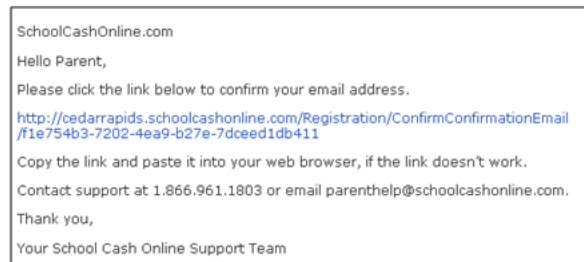 SchoolCashOnline.com
Hello Parent,
Please click the link below to confirm your email address.
http://cedarrapids.schoolcashonline.com/Registration/ConfirmConfirmationEmail
/f1e754b3-7202-4ea9-b27e-7dceed1db411
Copy the link and paste it into your web browser, if the link doesn't work.
Contact support at 1.866.961.1803 or email parenthelp@schoolcashonline.com.
Thank you,
Your School Cash Online Support Team